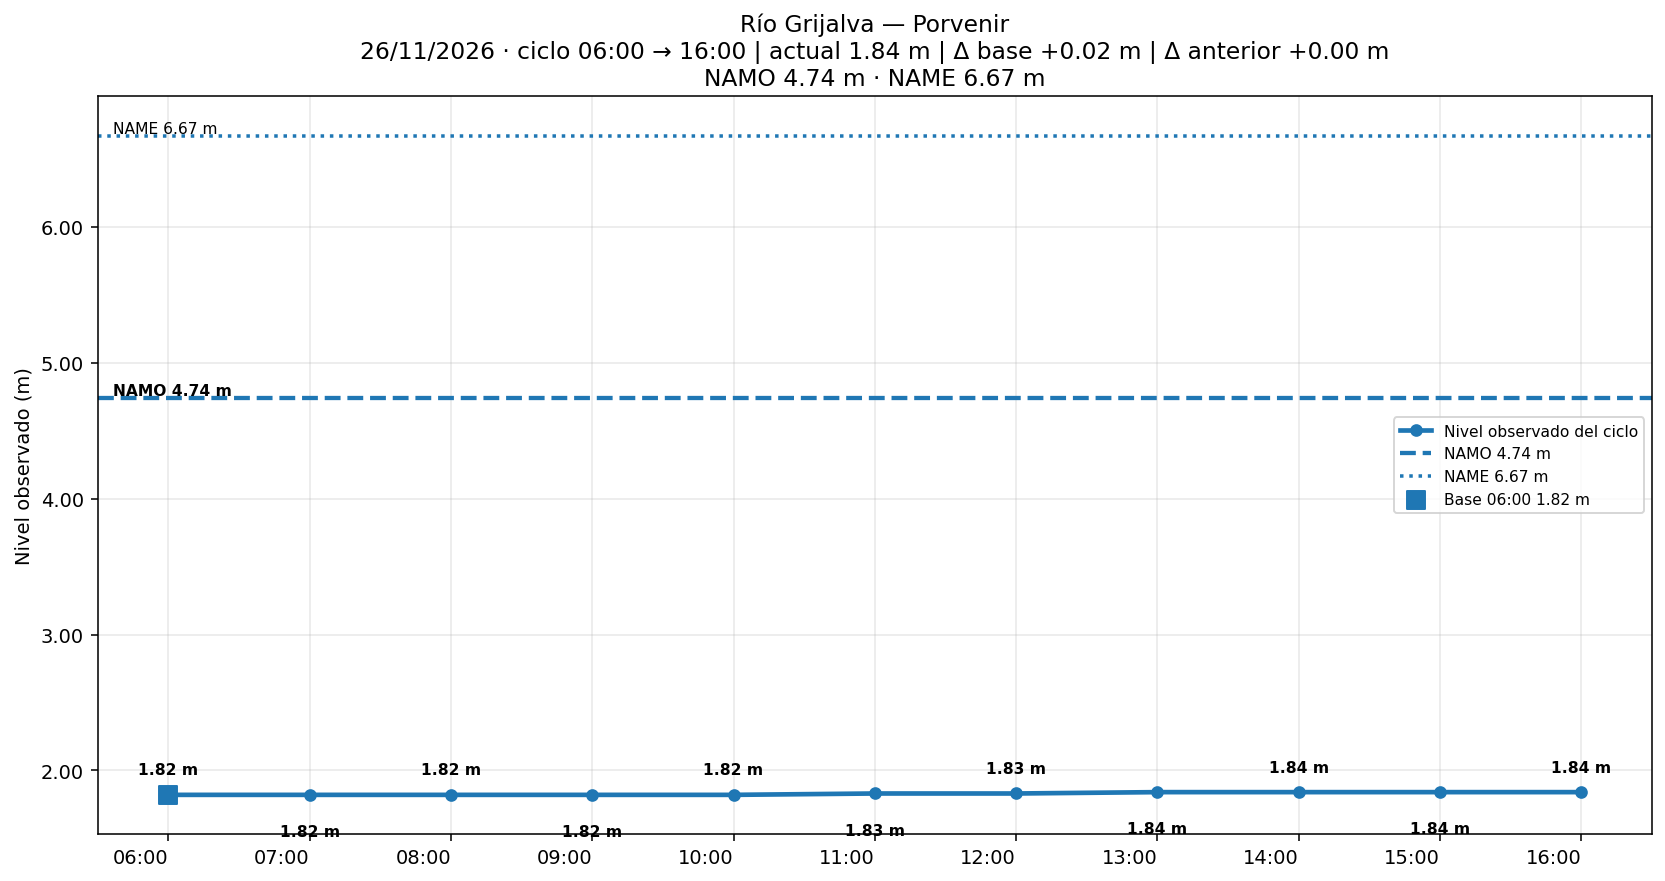 Río Grijalva — Porvenir
26/11/2026 · ciclo 06:00 → 16:00 | actual 1.84 m | Δ base +0.02 m | Δ anterior +0.00 m
NAMO 4.74 m · NAME 6.67 m
NAME 6.67 m
6.00
5.00
NAMO 4.74 m
Nivel observado (m)
Nivel observado del ciclo
NAMO 4.74 m
NAME 6.67 m
Base 06:00 1.82 m
4.00
3.00
2.00
1.82 m 1.82 m 1.82 m 1.83 m 1.84 m 1.84 m
1.82 m 1.82 m 1.83 m 1.84 m 1.84 m
06:00 07:00 08:00 09:00 10:00 11:00 12:00 13:00 14:00 15:00 16:00